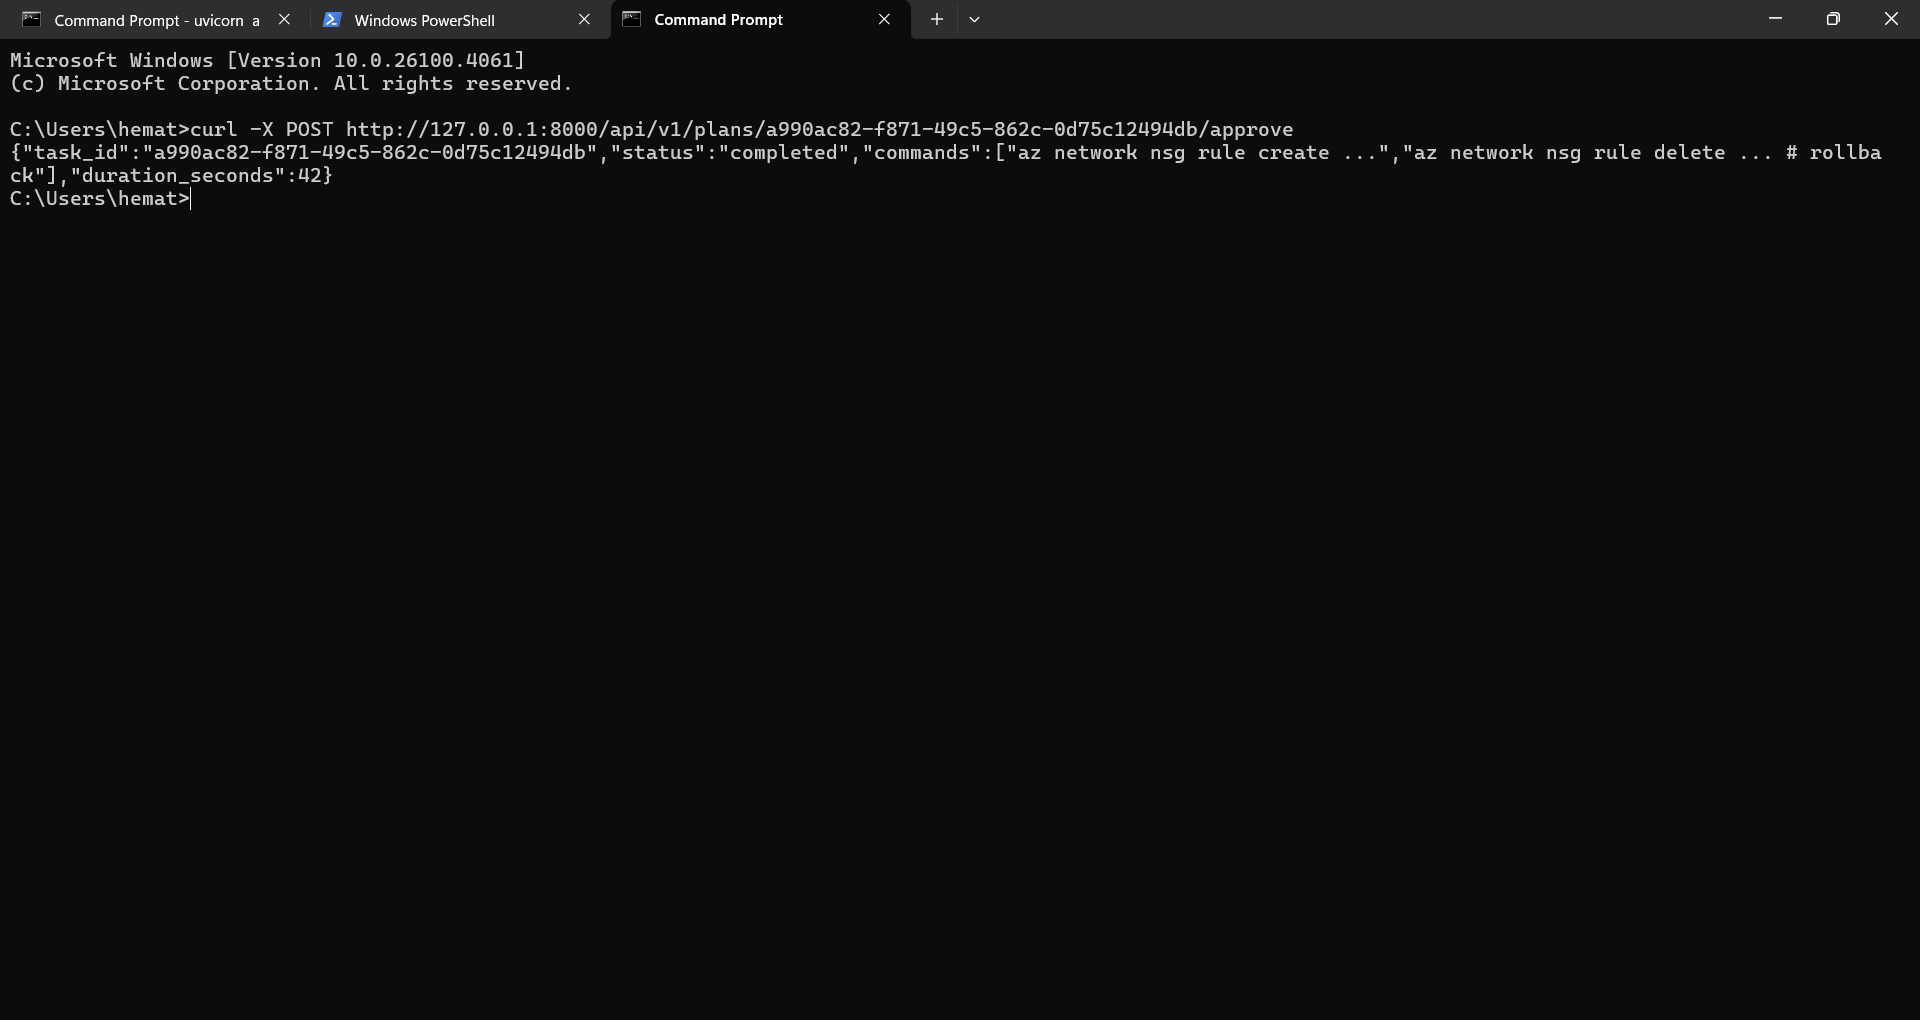 Command Prompt - uvicorn a
Windows PowerShell
Command Prompt
Microsoft Windows [Version 10.0.26100.4061]
(c) Microsoft Corporation. All rights reserved.
C:\Users\hemat>curl -X POST http://127.0.0.1:8000/api/v1/plans/a990ac82-f871-49c5-862c-0d75c12494db/approve
{"task_id":"a990ac82-f871-49c5-862c-0d75c12494db","status":"completed","commands":["az network nsg rule create ...","az network nsg rule delete ... # rollba
ck"],"duration_seconds":42}
C:\Users\hemat>